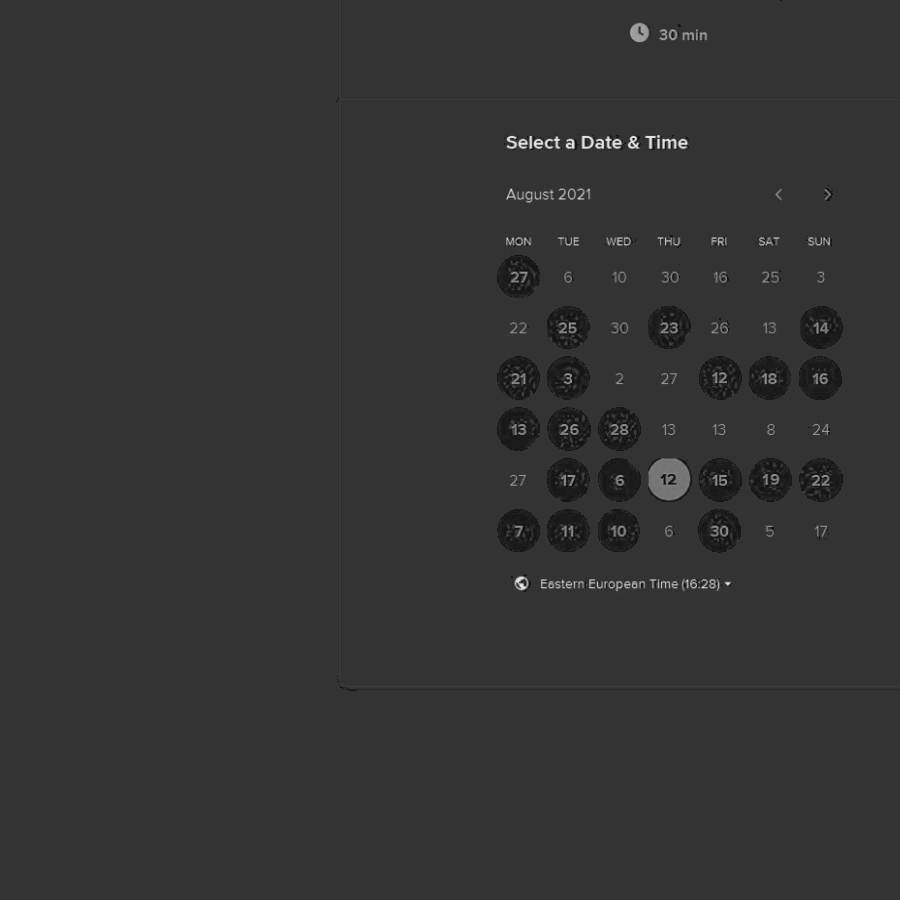 30 min
Select a Date & Time
August 2021
MON TUE WED THU FRI SAT SUN
27 6 10 30 16 25 3
22 25 30 23 26 13 14
21 3 2 27 12 18 16
13 26 28 13 13 8 24
27 17 6 12 15 19 22
7 11 10 6 30 5 17
Eastern European Time (16:28)